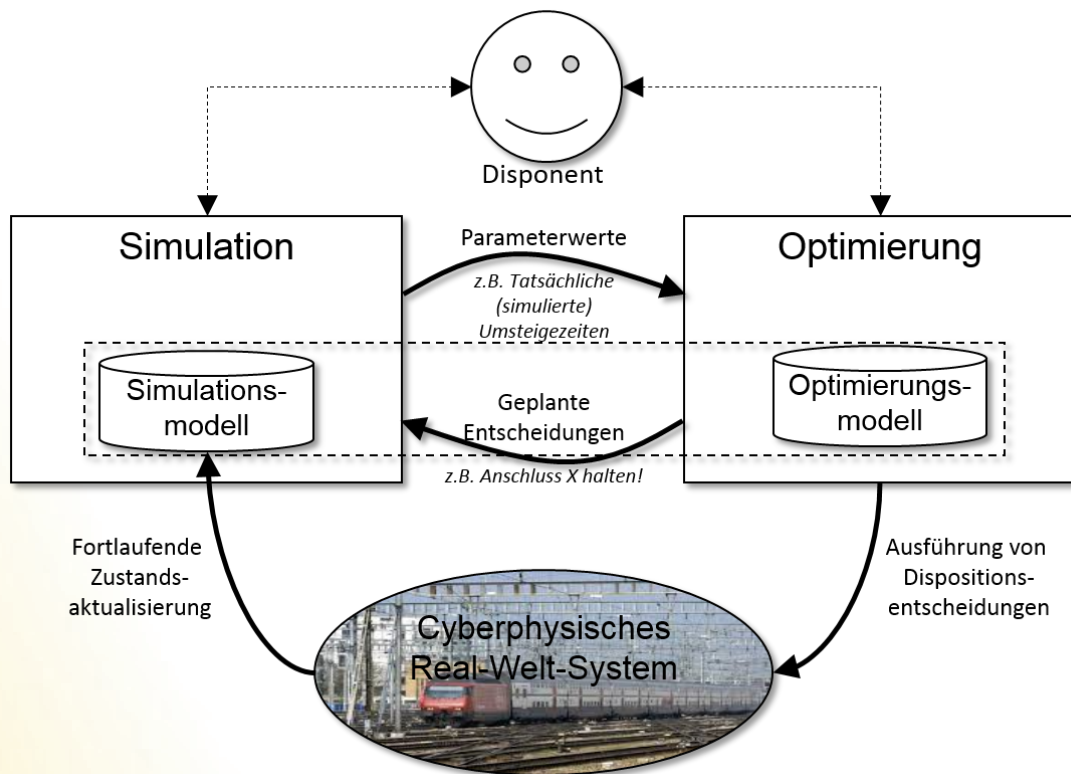 Disponent
Simulation
Parameterwerte
z.B. Tatsächliche
(simulierte)
Umsteigezeiten
Optimierung
Simulations-
modell
Geplante
Entscheidungen
z.B. Anschluss X halten!
Optimierungs-
modell
Fortlaufende
Zustands-
aktualisierung
Ausführung von
Dispositions-
entscheidungen
Cyberphysisches
Real-Welt-System